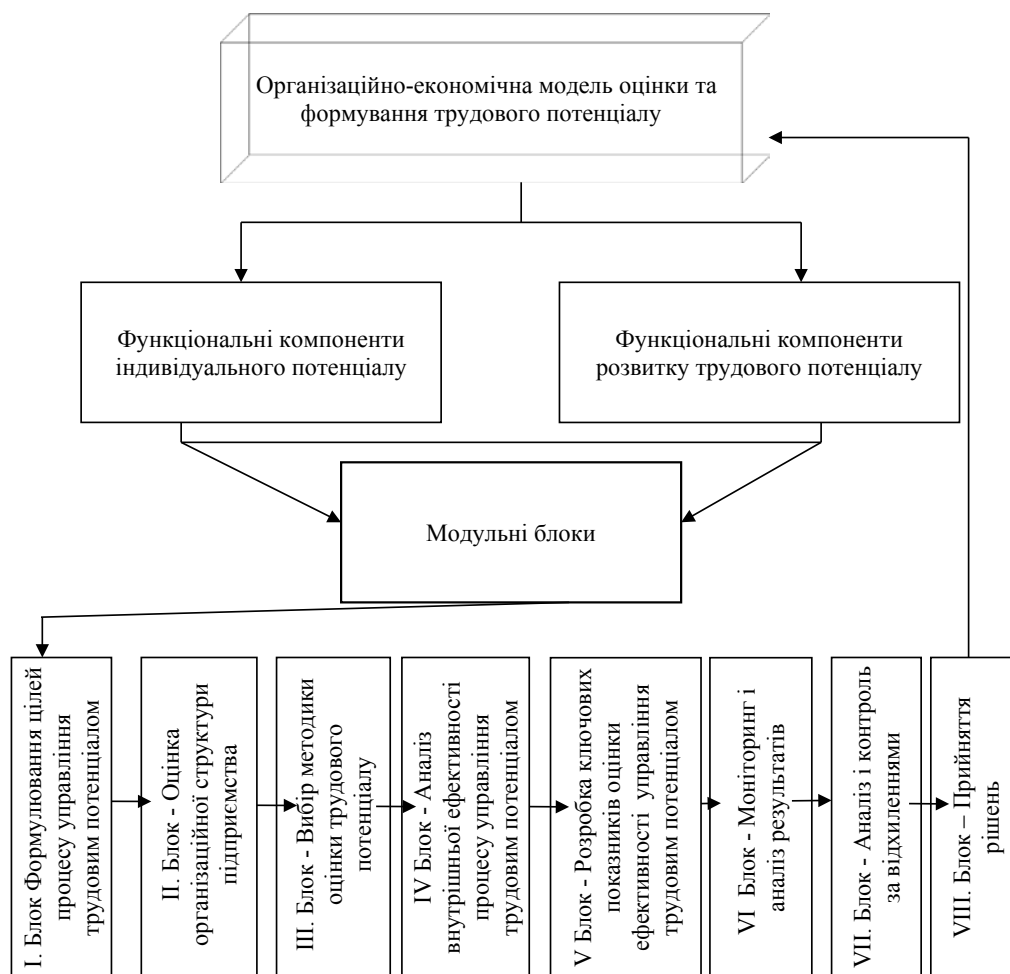 Організаційно-економічна модель оцінки та
формування трудового потенціалу
Функціональні компоненти
індивідуального потенціалу
Функціональні компоненти
розвитку трудового потенціалу
Модульні блоки
І. Блок Формулювання цілей
процесу управління
трудовим потенціалом
ІІ. Блок - Оцінка
організаційної структури
підприємства
ІІІ. Блок - Вибір методики
оцінки трудового
потенціалу
IV Блок - Аналіз
внутрішньої ефективності
процесу управління
трудовим потенціалом
V Блок - Розробка ключових
показників оцінки
ефективності управління
трудовим потенціалом
VI Блок - Моніторинг і
аналіз результатів
VII. Блок - Аналіз і контроль
за відхиленнями
VIII. Блок – Прийняття
рішень